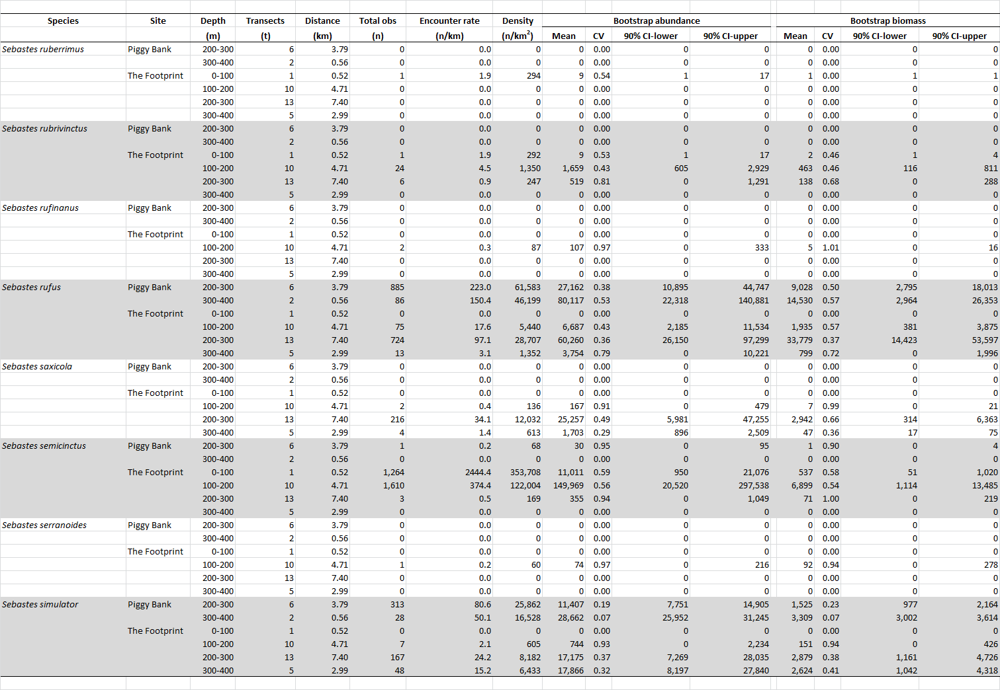 Species Site Depth Transects Distance Total obs Encounter rate Density Bootstrap abundance Bootstrap biomass
(m) (t) (km) (n) (n/km) (n/km²) Mean CV 90% CI-lower 90% CI-upper Mean CV 90% CI-lower 90% CI-upper
Sebastes ruberrimus Piggy Bank 200-300 6 3.79 0 0.0 0 0 0.00 0 0 0 0.00 0 0
300-400 2 0.56 0 0.0 0 0 0.00 0 0 0 0.00 0 0
The Footprint 0-100 1 0.52 1 1.9 294 9 0.54 1 17 1 0.00 1 1
100-200 10 4.71 0 0.0 0 0 0.00 0 0 0 0.00 0 0
200-300 13 7.40 0 0.0 0 0 0.00 0 0 0 0.00 0 0
300-400 5 2.99 0 0.0 0 0 0.00 0 0 0 0.00 0 0
Sebastes rubrivinctus Piggy Bank 200-300 6 3.79 0 0.0 0 0 0.00 0 0 0 0.00 0 0
300-400 2 0.56 0 0.0 0 0 0.00 0 0 0 0.00 0 0
The Footprint 0-100 1 0.52 1 1.9 292 9 0.53 1 17 2 0.46 1 4
100-200 10 4.71 24 4.5 1,350 1,659 0.43 605 2,929 463 0.46 116 811
200-300 13 7.40 6 0.9 247 519 0.81 0 1,291 138 0.68 0 288
300-400 5 2.99 0 0.0 0 0 0.00 0 0 0 0.00 0 0
Sebastes rufinanus Piggy Bank 200-300 6 3.79 0 0.0 0 0 0.00 0 0 0 0.00 0 0
300-400 2 0.56 0 0.0 0 0 0.00 0 0 0 0.00 0 0
The Footprint 0-100 1 0.52 0 0.0 0 0 0.00 0 0 0 0.00 0 0
100-200 10 4.71 2 0.3 87 107 0.97 0 333 5 1.01 0 16
200-300 13 7.40 0 0.0 0 0 0.00 0 0 0 0.00 0 0
300-400 5 2.99 0 0.0 0 0 0.00 0 0 0 0.00 0 0
Sebastes rufus Piggy Bank 200-300 6 3.79 885 223.0 61,583 27,162 0.38 10,895 44,747 9,028 0.50 2,795 18,013
300-400 2 0.56 86 150.4 46,199 80,117 0.53 22,318 140,881 14,530 0.57 2,964 26,353
The Footprint 0-100 1 0.52 0 0.0 0 0 0.00 0 0 0 0.00 0 0
100-200 10 4.71 75 17.6 5,440 6,687 0.43 2,185 11,534 1,935 0.57 381 3,875
200-300 13 7.40 724 97.1 28,707 60,260 0.36 26,150 97,299 33,779 0.37 14,423 53,597
300-400 5 2.99 13 3.1 1,352 3,754 0.79 0 10,221 799 0.72 0 1,996
Sebastes saxicola Piggy Bank 200-300 6 3.79 0 0.0 0 0 0.00 0 0 0 0.00 0 0
300-400 2 0.56 0 0.0 0 0 0.00 0 0 0 0.00 0 0
The Footprint 0-100 1 0.52 0 0.0 0 0 0.00 0 0 0 0.00 0 0
100-200 10 4.71 2 0.4 136 167 0.91 0 479 7 0.99 0 21
200-300 13 7.40 216 34.1 12,032 25,257 0.49 5,981 47,255 2,942 0.66 314 6,363
300-400 5 2.99 4 1.4 613 1,703 0.29 896 2,509 47 0.36 17 75
Sebastes semicinctus Piggy Bank 200-300 6 3.79 1 0.2 68 30 0.95 0 95 1 0.90 0 4
300-400 2 0.56 0 0.0 0 0 0.00 0 0 0 0.00 0 0
The Footprint 0-100 1 0.52 1,264 2444.4 353,708 11,011 0.59 950 21,076 537 0.58 51 1,020
100-200 10 4.71 1,610 374.4 122,004 149,969 0.56 20,520 297,538 6,899 0.54 1,114 13,485
200-300 13 7.40 3 0.5 169 355 0.94 0 1,049 71 1.00 0 219
300-400 5 2.99 0 0.0 0 0 0.00 0 0 0 0.00 0 0
Sebastes serranoides Piggy Bank 200-300 6 3.79 0 0.0 0 0 0.00 0 0 0 0.00 0 0
300-400 2 0.56 0 0.0 0 0 0.00 0 0 0 0.00 0 0
The Footprint 0-100 1 0.52 0 0.0 0 0 0.00 0 0 0 0.00 0 0
100-200 10 4.71 1 0.2 60 74 0.97 0 216 92 0.94 0 278
200-300 13 7.40 0 0.0 0 0 0.00 0 0 0 0.00 0 0
300-400 5 2.99 0 0.0 0 0 0.00 0 0 0 0.00 0 0
Sebastes simulator Piggy Bank 200-300 6 3.79 313 80.6 25,862 11,407 0.19 7,751 14,905 1,525 0.23 977 2,164
300-400 2 0.56 28 50.1 16,528 28,662 0.07 25,952 31,245 3,309 0.07 3,002 3,614
The Footprint 0-100 1 0.52 0 0.0 0 0 0.00 0 0 0 0.00 0 0
100-200 10 4.71 7 2.1 605 744 0.93 0 2,234 151 0.94 0 426
200-300 13 7.40 167 24.2 8,182 17,175 0.37 7,269 28,035 2,879 0.38 1,161 4,726
300-400 5 2.99 48 15.2 6,433 17,866 0.32 8,197 27,840 2,624 0.41 1,042 4,318